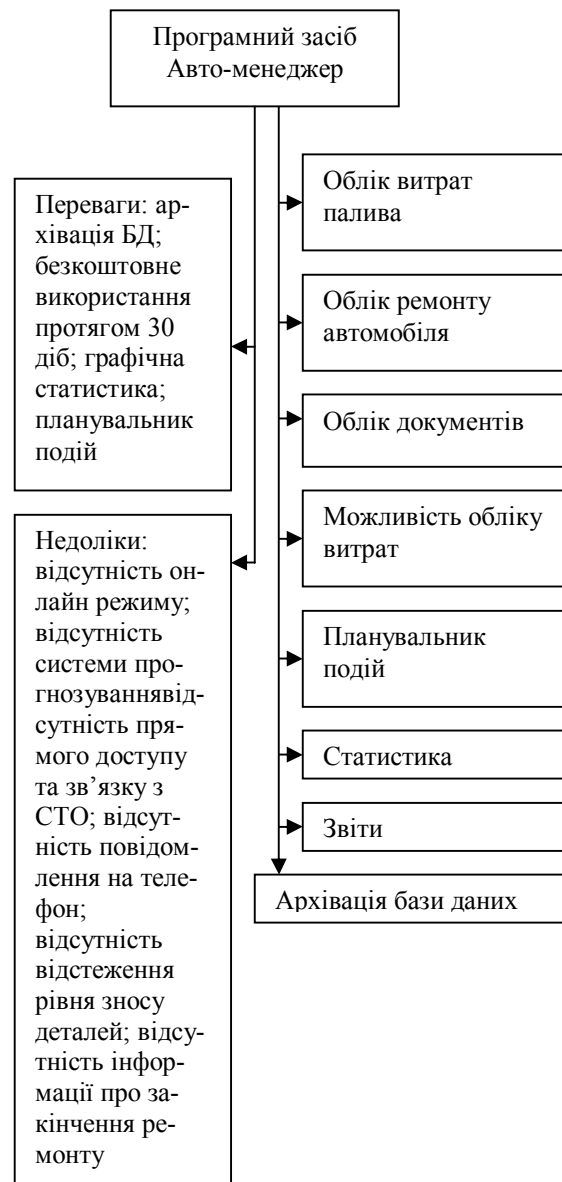 Програмний засіб
Авто-менеджер
Переваги: ар-
хівація БД;
безкоштовне
використання
протягом 30
діб; графічна
статистика;
планувальник
подій
Недоліки:
відсутність он-
лайн режиму;
відсутність
системи про-
гнозуваннявід-
сутність пря-
мого доступу
та зв’язку з
СТО; відсут-
ність повідом-
лення на теле-
фон;
відсутність
відстеження
рівня зносу
деталей; відсу-
тність інфор-
мації про за-
кінчення ре-
монту
Облік витрат
палива
Облік ремонту
автомобіля
Облік документів
Можливість обліку
витрат
Планувальник
подій
Статистика
Звіти
Архівація бази даних